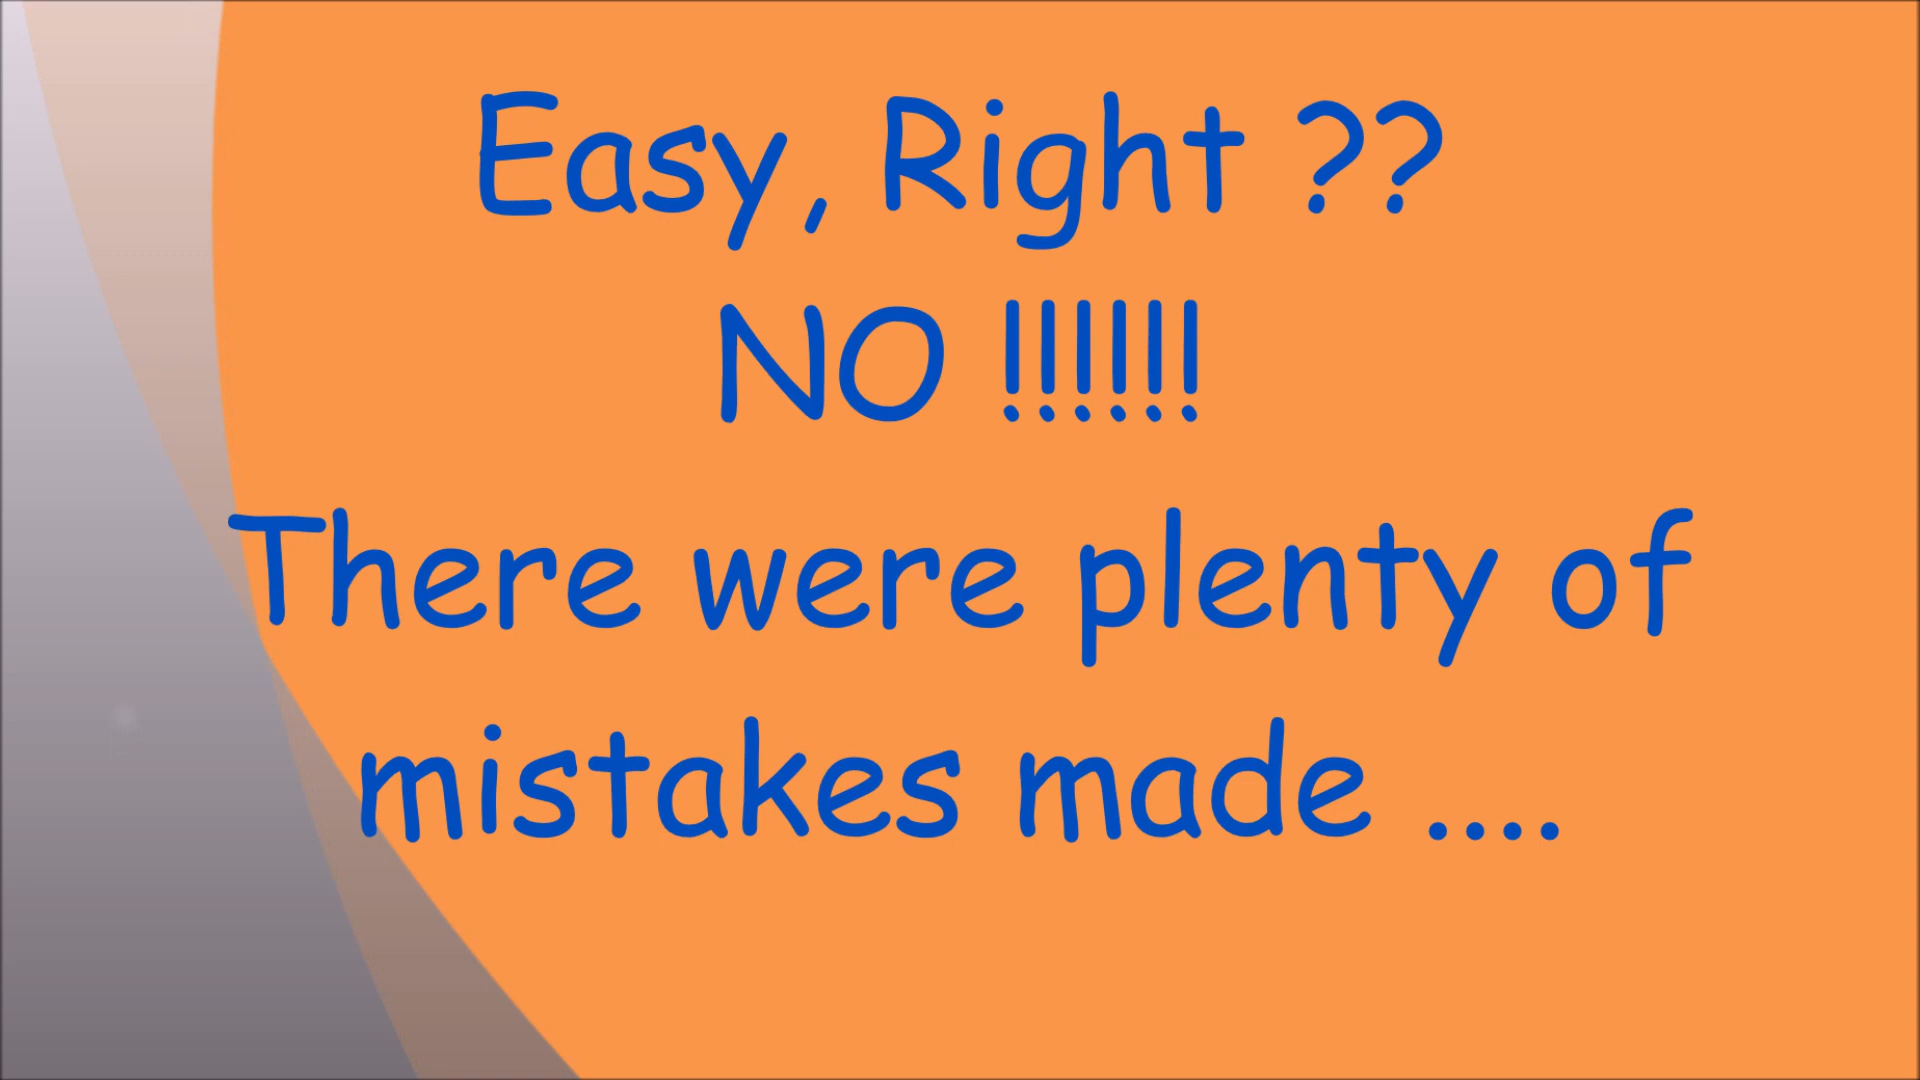 Easy, Right ??
NO !!!!!!
There were plenty of
mistakes made ....